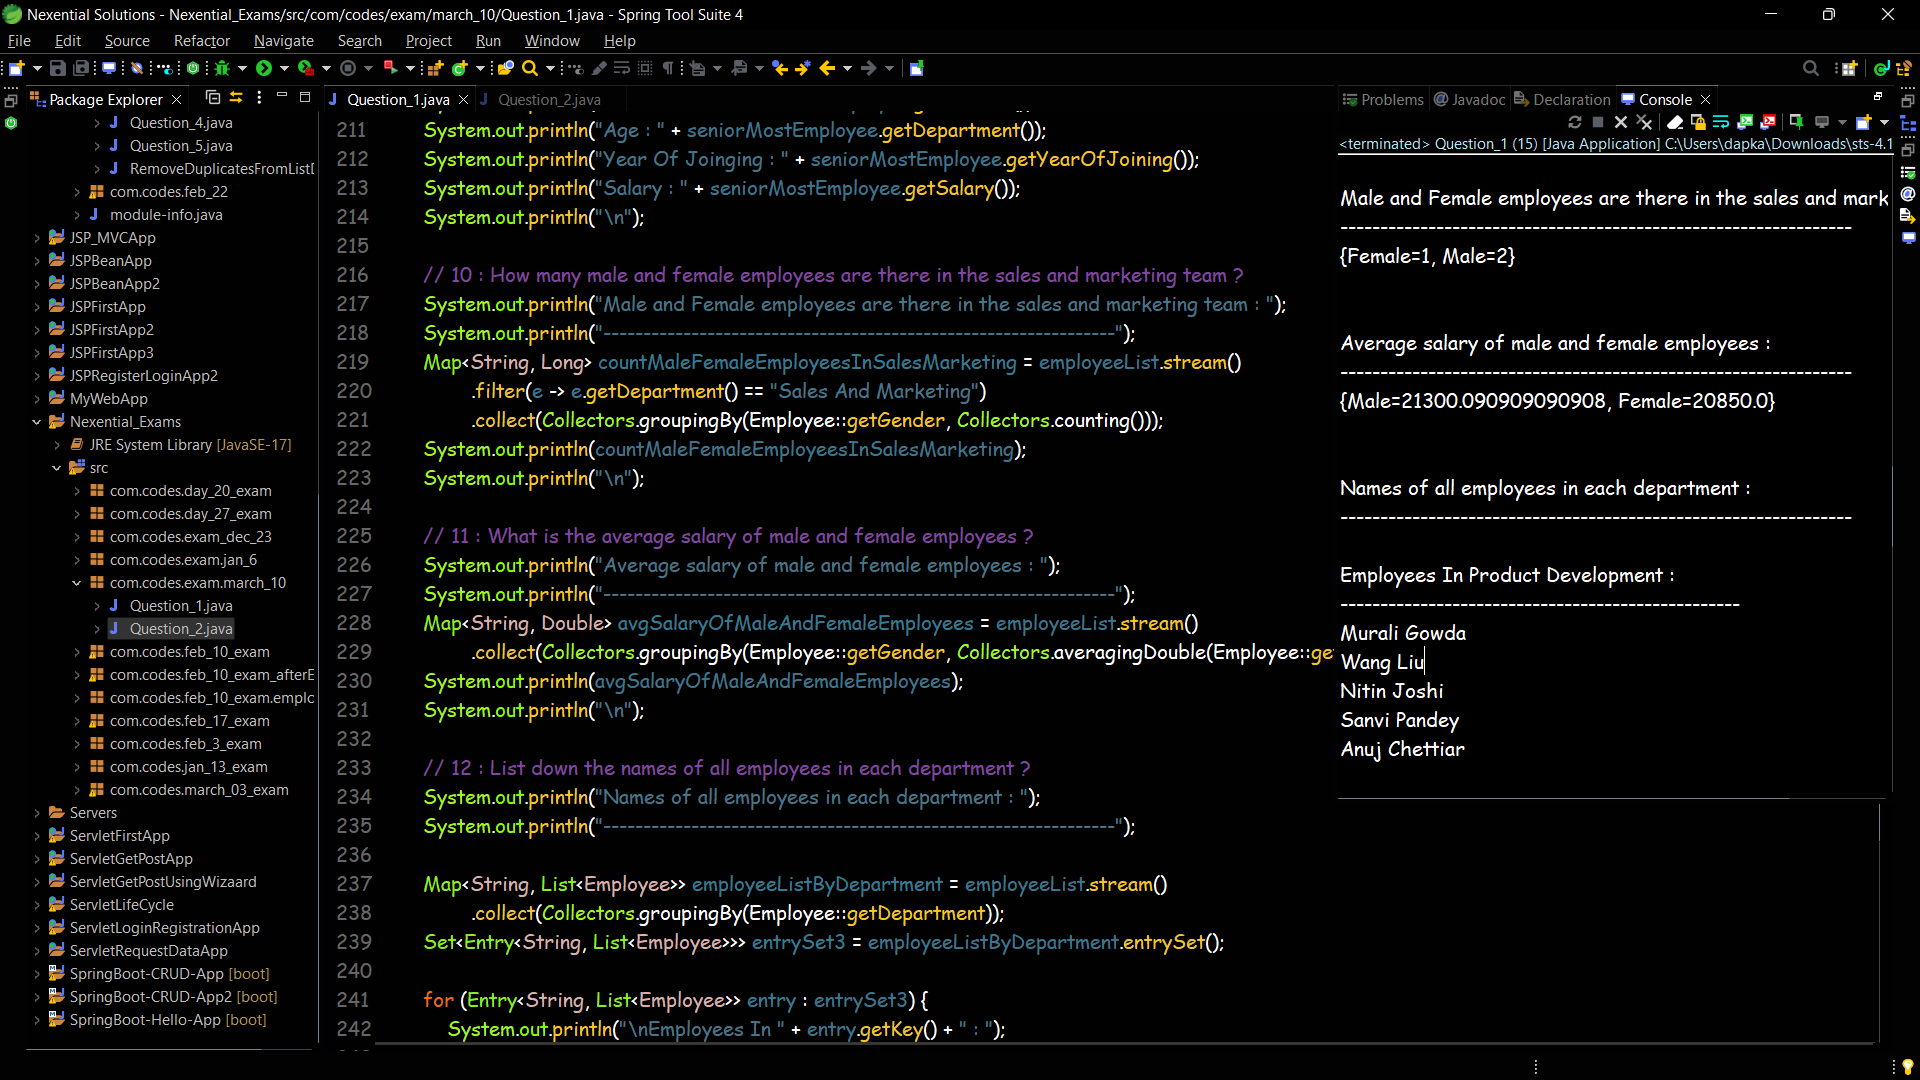 Nexential Solutions - Nexential_Exams/src/com/codes/exam/march_10/Question_1.java - Spring Tool Suite 4
File Edit Source Refactor Navigate Search Project Run Window Help
Package Explorer
Question_4.java
Question_5.java
RemoveDuplicatesFromListI
com.codes.feb_22
module-info.java
JSP_MVCApp
JSPBeanApp
JSPBeanApp2
JSPFirstApp
JSPFirstApp2
JSPFirstApp3
JSPRegisterLoginApp2
MyWebApp
Nexential_Exams
JRE System Library [JavaSE-17]
src
com.codes.day_20_exam
com.codes.day_27_exam
com.codes.exam_dec_23
com.codes.exam.jan_6
com.codes.exam.march_10
Question_1.java
Question_2.java
com.codes.feb_10_exam
com.codes.feb_10_exam_afterE
com.codes.feb_10_exam.emplo
com.codes.feb_17_exam
com.codes.feb_3_exam
com.codes.jan_13_exam
com.codes.march_03_exam
Servers
ServletFirstApp
ServletGetPostApp
ServletGetPostUsingWizaard
ServletLifeCycle
ServletLoginRegistrationApp
ServletRequestDataApp
SpringBoot-CRUD-App [boot]
SpringBoot-CRUD-App2 [boot]
SpringBoot-Hello-App [boot]
Question_1.java Question_2.java
211 System.out.println("Age : " + seniorMostEmployee.getDepartment());
212 System.out.println("Year Of Joinging : " + seniorMostEmployee.getYearOfJoining());
213 System.out.println("Salary : " + seniorMostEmployee.getSalary());
214 System.out.println("\n");
215
216 // 10 : How many male and female employees are there in the sales and marketing team ?
217 System.out.println("Male and Female employees are there in the sales and marketing team : ");
218 System.out.println("----------------------------------------------------------------");
219 Map<String, Long> countMaleFemaleEmployeesInSalesMarketing = employeeList.stream()
220 .filter(e -> e.getDepartment() == "Sales And Marketing")
221 .collect(Collectors.groupingBy(Employee::getGender, Collectors.counting()));
222 System.out.println(countMaleFemaleEmployeesInSalesMarketing);
223 System.out.println("\n");
224
225 // 11 : What is the average salary of male and female employees ?
226 System.out.println("Average salary of male and female employees : ");
227 System.out.println("----------------------------------------------------------------");
228 Map<String, Double> avgSalaryOfMaleAndFemaleEmployees = employeeList.stream()
229 .collect(Collectors.groupingBy(Employee::getGender, Collectors.averagingDouble(Employee::ge
230 System.out.println(avgSalaryOfMaleAndFemaleEmployees);
231 System.out.println("\n");
232
233 // 12 : List down the names of all employees in each department ?
234 System.out.println("Names of all employees in each department : ");
235 System.out.println("----------------------------------------------------------------");
236
237 Map<String, List<Employee>> employeeListByDepartment = employeeList.stream()
238 .collect(Collectors.groupingBy(Employee::getDepartment));
239 Set<Entry<String, List<Employee>>> entrySet3 = employeeListByDepartment.entrySet();
240
241 for (Entry<String, List<Employee>> entry : entrySet3) {
242 System.out.println("\nEmployees In " + entry.getKey() + " : ");
Problems Javadoc Declaration Console
<terminated> Question_1 (15) [Java Application] C:\Users\dapka\Downloads\sts-4.1
Male and Female employees are there in the sales and mark
----------------------------------------------------------------
{Female=1, Male=2}
Average salary of male and female employees :
----------------------------------------------------------------
{Male=21300.090909090908, Female=20850.0}
Names of all employees in each department :
----------------------------------------------------------------
Employees In Product Development :
--------------------------------------------------
Murali Gowda
Wang Liu
Nitin Joshi
Sanvi Pandey
Anuj Chettiar